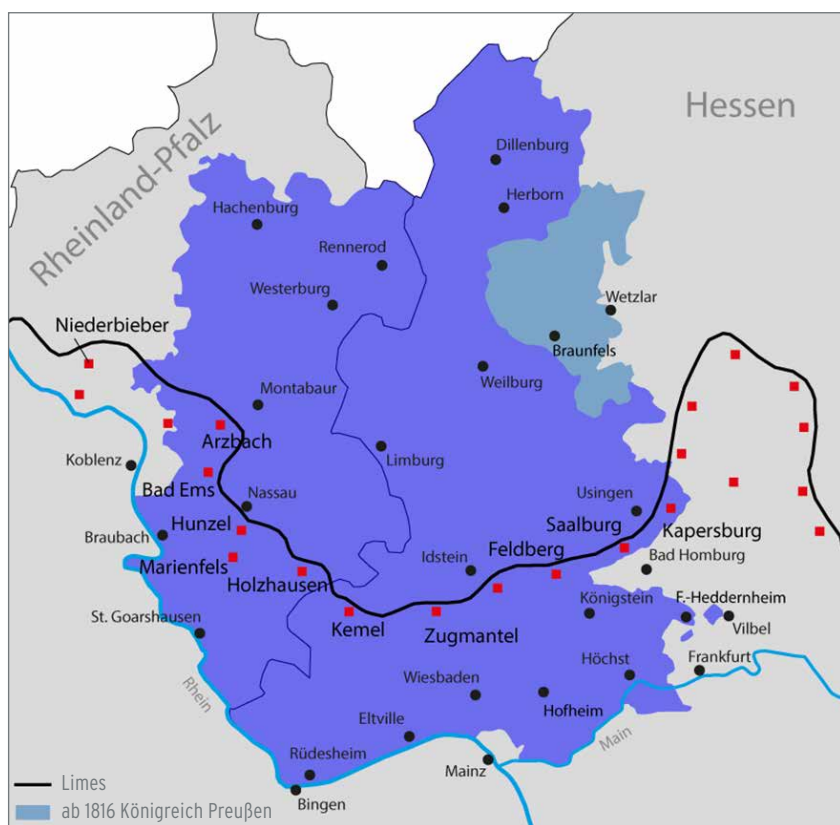 Hessen
Rheinland-Pfalz
Dillenburg
Herborn
Hachenburg
Rennerod
Westerburg
Wetzlar
Niederbieber
Braunfels
Weilburg
Montabaur
Arzbach
Limburg
Koblenz
Bad Ems
Nassau
Usingen
Hunzel
Saalburg
Kapersburg
Braubach
Feldberg
Bad Homburg
Marienfels
Idstein
Holzhausen
Königstein
F.-Heddernheim
St. Goarshausen
Kemel
Zugmantel
Vilbel
Höchst
Frankfurt
Rhein
Wiesbaden
Hofheim
Eltville
Main
Rüdesheim
Mainz
Limes
Bingen
ab 1816 Königreich Preußen